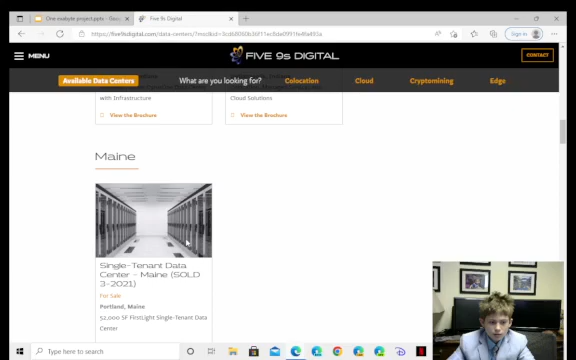 One exabyte project.pptx - Goo
Five 9s Digital
https://five9sdigital.com/data-centers/?
Sign in
MENU
FIVE 9s DIGITAL
CONTACT
Available Data Centers
What are you looking for?
Colocation
Cloud
Cryptomining
Edge
with Infrastructure
Cloud Solutions
View the Brochure
View the Brochure
Maine
Single-Tenant Data
Center – Maine (SOLD
3-2021)
For Sale
Portland, Maine
52,000 SF FirstLight Single-Tenant Data
Center
Type here to search